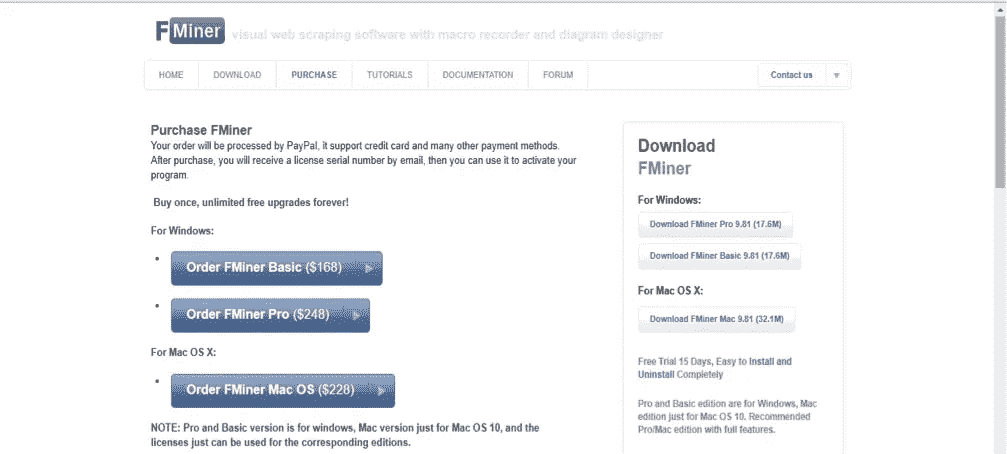 FMiner visual web scraping software with macro recorder and diagram designer
HOME DOWNLOAD PURCHASE TUTORIALS DOCUMENTATION FORUM Contact us
Purchase FMiner
Your order will be processed by PayPal, it support credit card and many other payment methods.
After purchase, you will receive a license serial number by email, then you can use it to activate your
program.
Buy once, unlimited free upgrades forever!
For Windows:
Order FMiner Basic ($168)
Order FMiner Pro ($248)
For Mac OS X:
Order FMiner Mac OS ($228)
NOTE: Pro and Basic version is for windows, Mac version just for Mac OS 10, and the
licenses just can be used for the corresponding editions.
Download
FMiner
For Windows:
Download FMiner Pro 9.81 (17.6M)
Download FMiner Basic 9.81 (17.6M)
For Mac OS X:
Download FMiner Mac 9.81 (32.1M)
Free Trial 15 Days, Easy to Install and
Uninstall Completely
Pro and Basic edition are for Windows, Mac
edition just for Mac OS 10. Recommended
Pro/Mac edition with full features.